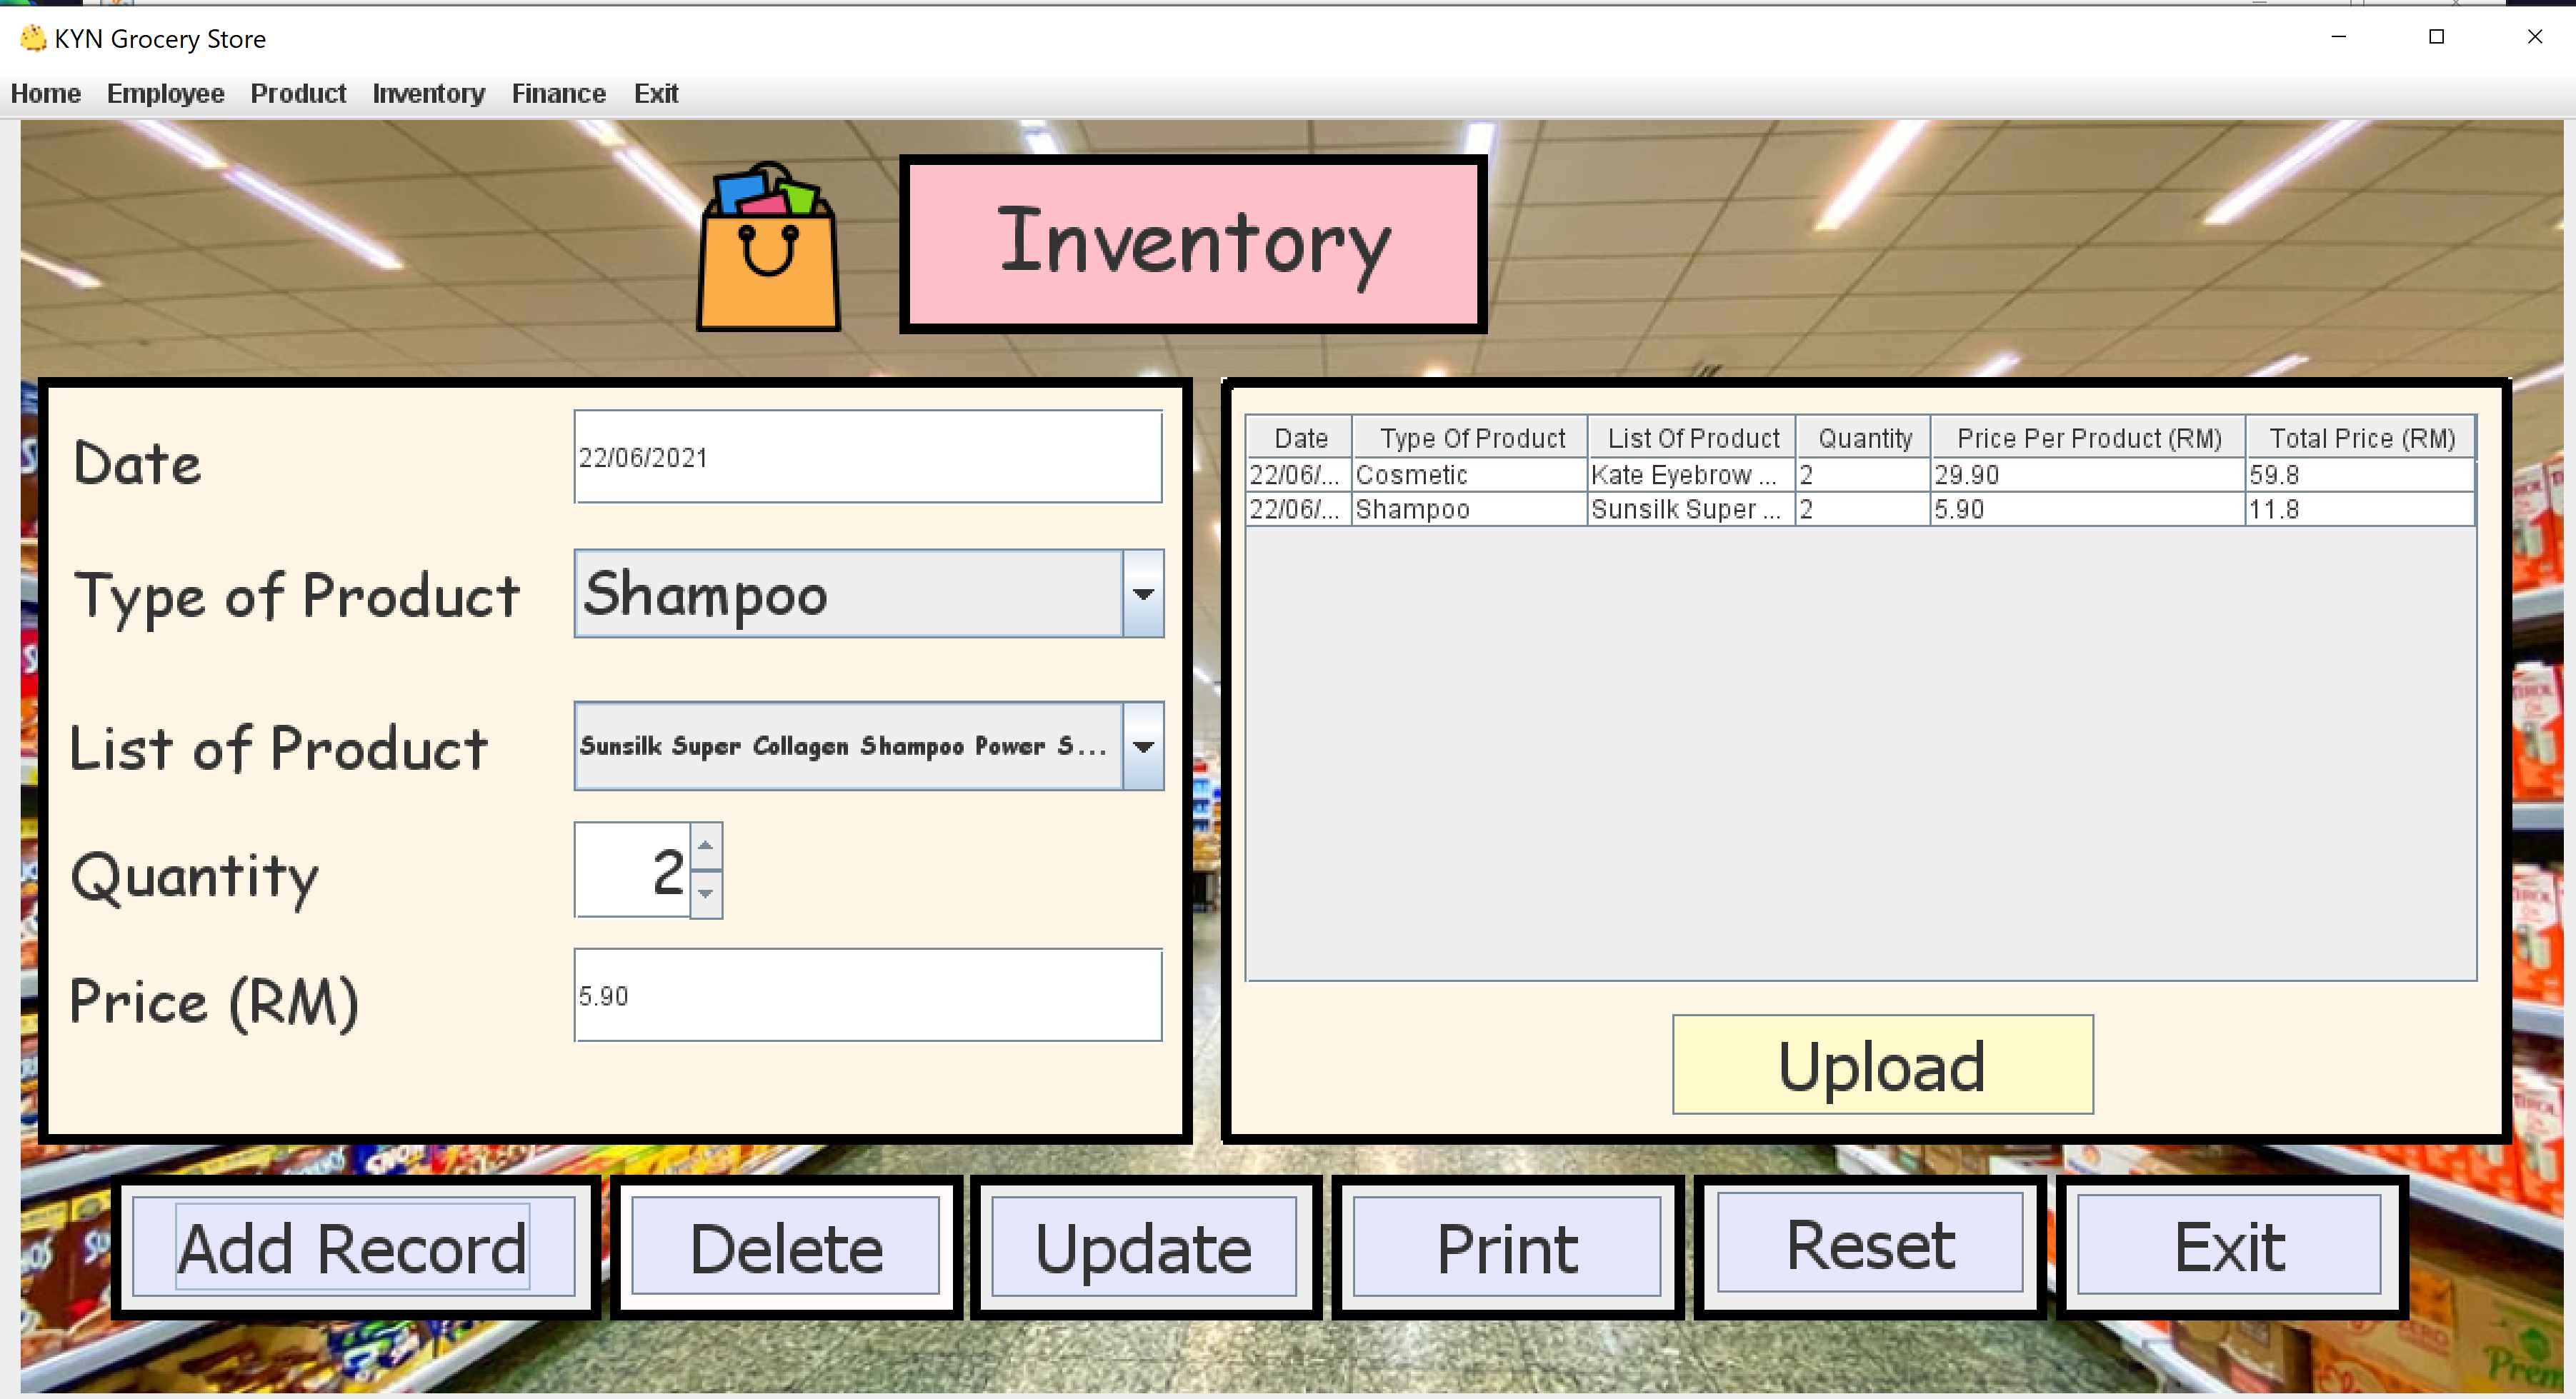 KYN Grocery Store
Home Employee Product Inventory Finance Exit
Inventory
Date 22/06/2021
Type of Product Shampoo
List of Product Sunsilk Super Collagen Shampoo Power S...
Quantity 2
Price (RM) 5.90
Date Type Of Product List Of Product Quantity Price Per Product (RM) Total Price (RM)
22/06/... Cosmetic Kate Eyebrow ... 2 29.90 59.8
22/06/... Shampoo Sunsilk Super ... 2 5.90 11.8
Upload
Add Record Delete Update Print Reset Exit